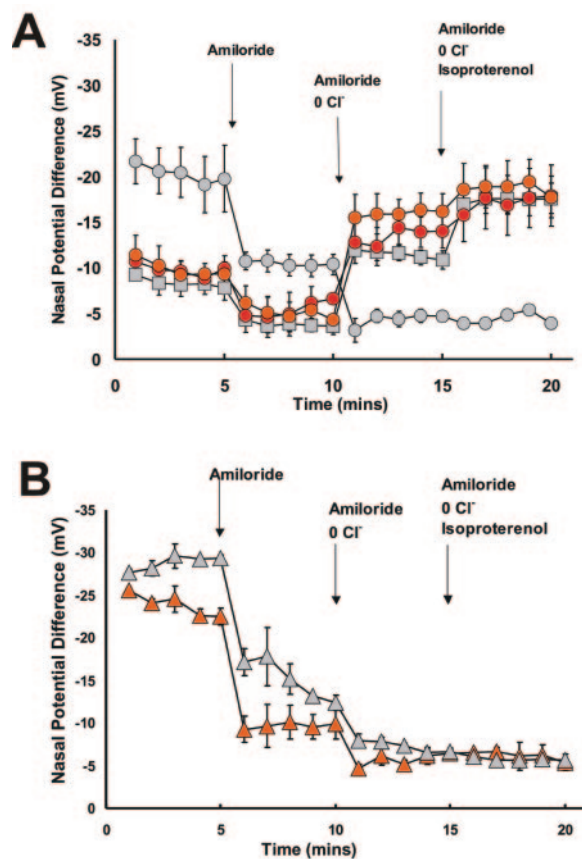 A
Amiloride
Amiloride
0 Cl⁻
Amiloride
0 Cl⁻
Isoproterenol
Nasal Potential Difference (mV)
-35
-30
-25
-20
-15
-10
-5
0
0 5 10 15 20
Time (mins)
B
Amiloride
Amiloride
0 Cl⁻
Amiloride
0 Cl⁻
Isoproterenol
Nasal Potential Difference (mV)
-35
-30
-25
-20
-15
-10
-5
0
0 5 10 15 20
Time (mins)